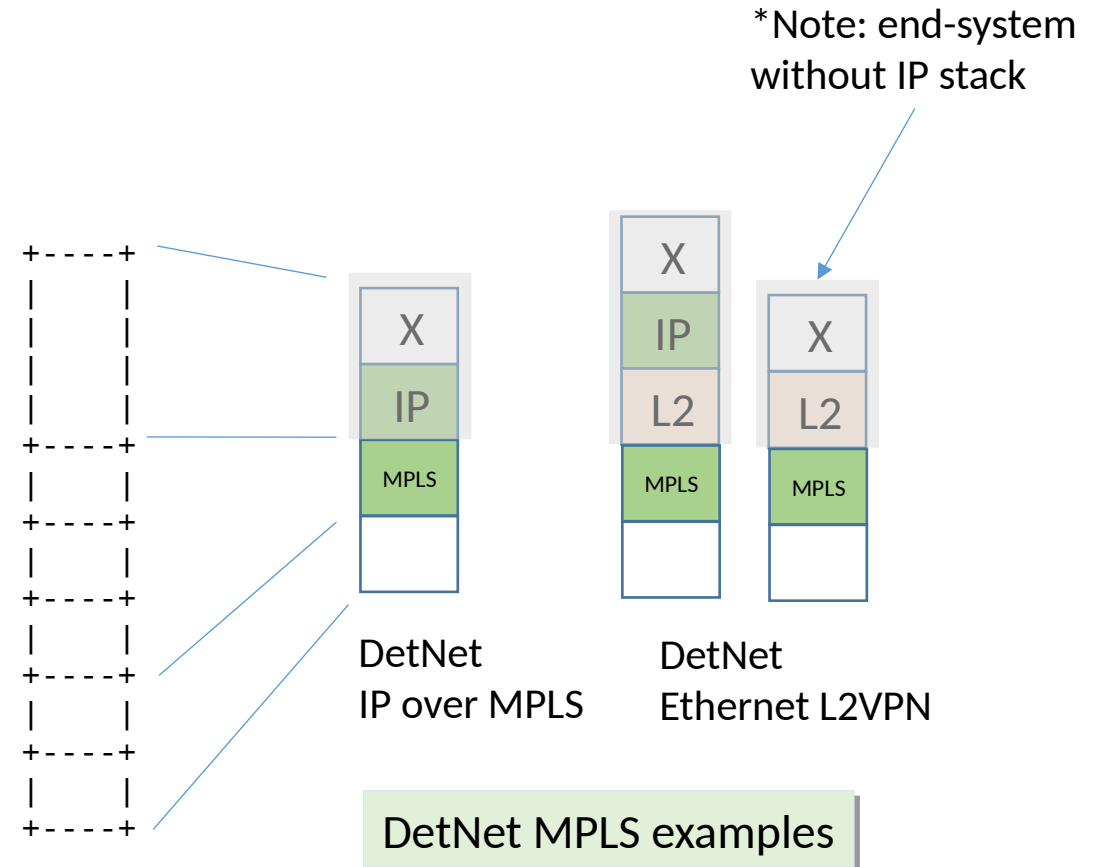 *Note: end-system
without IP stack
+----+
|    |
|    |
|    |
|    |
+----+
|    |
+----+
|    |
+----+
|    |
+----+
|    |
+----+
|    |
+----+
X
IP
MPLS
X
IP
L2
MPLS
X
L2
MPLS
DetNet
IP over MPLS
DetNet
Ethernet L2VPN
DetNet MPLS examples